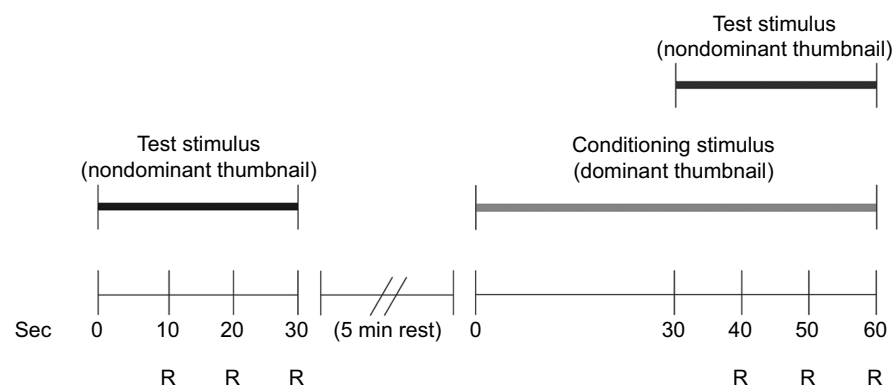 Test stimulus
(nondominant thumbnail)
Test stimulus
(nondominant thumbnail)
Conditioning stimulus
(dominant thumbnail)
Sec 0 10 20 30 (5 min rest) 0 30 40 50 60
R R R R R R